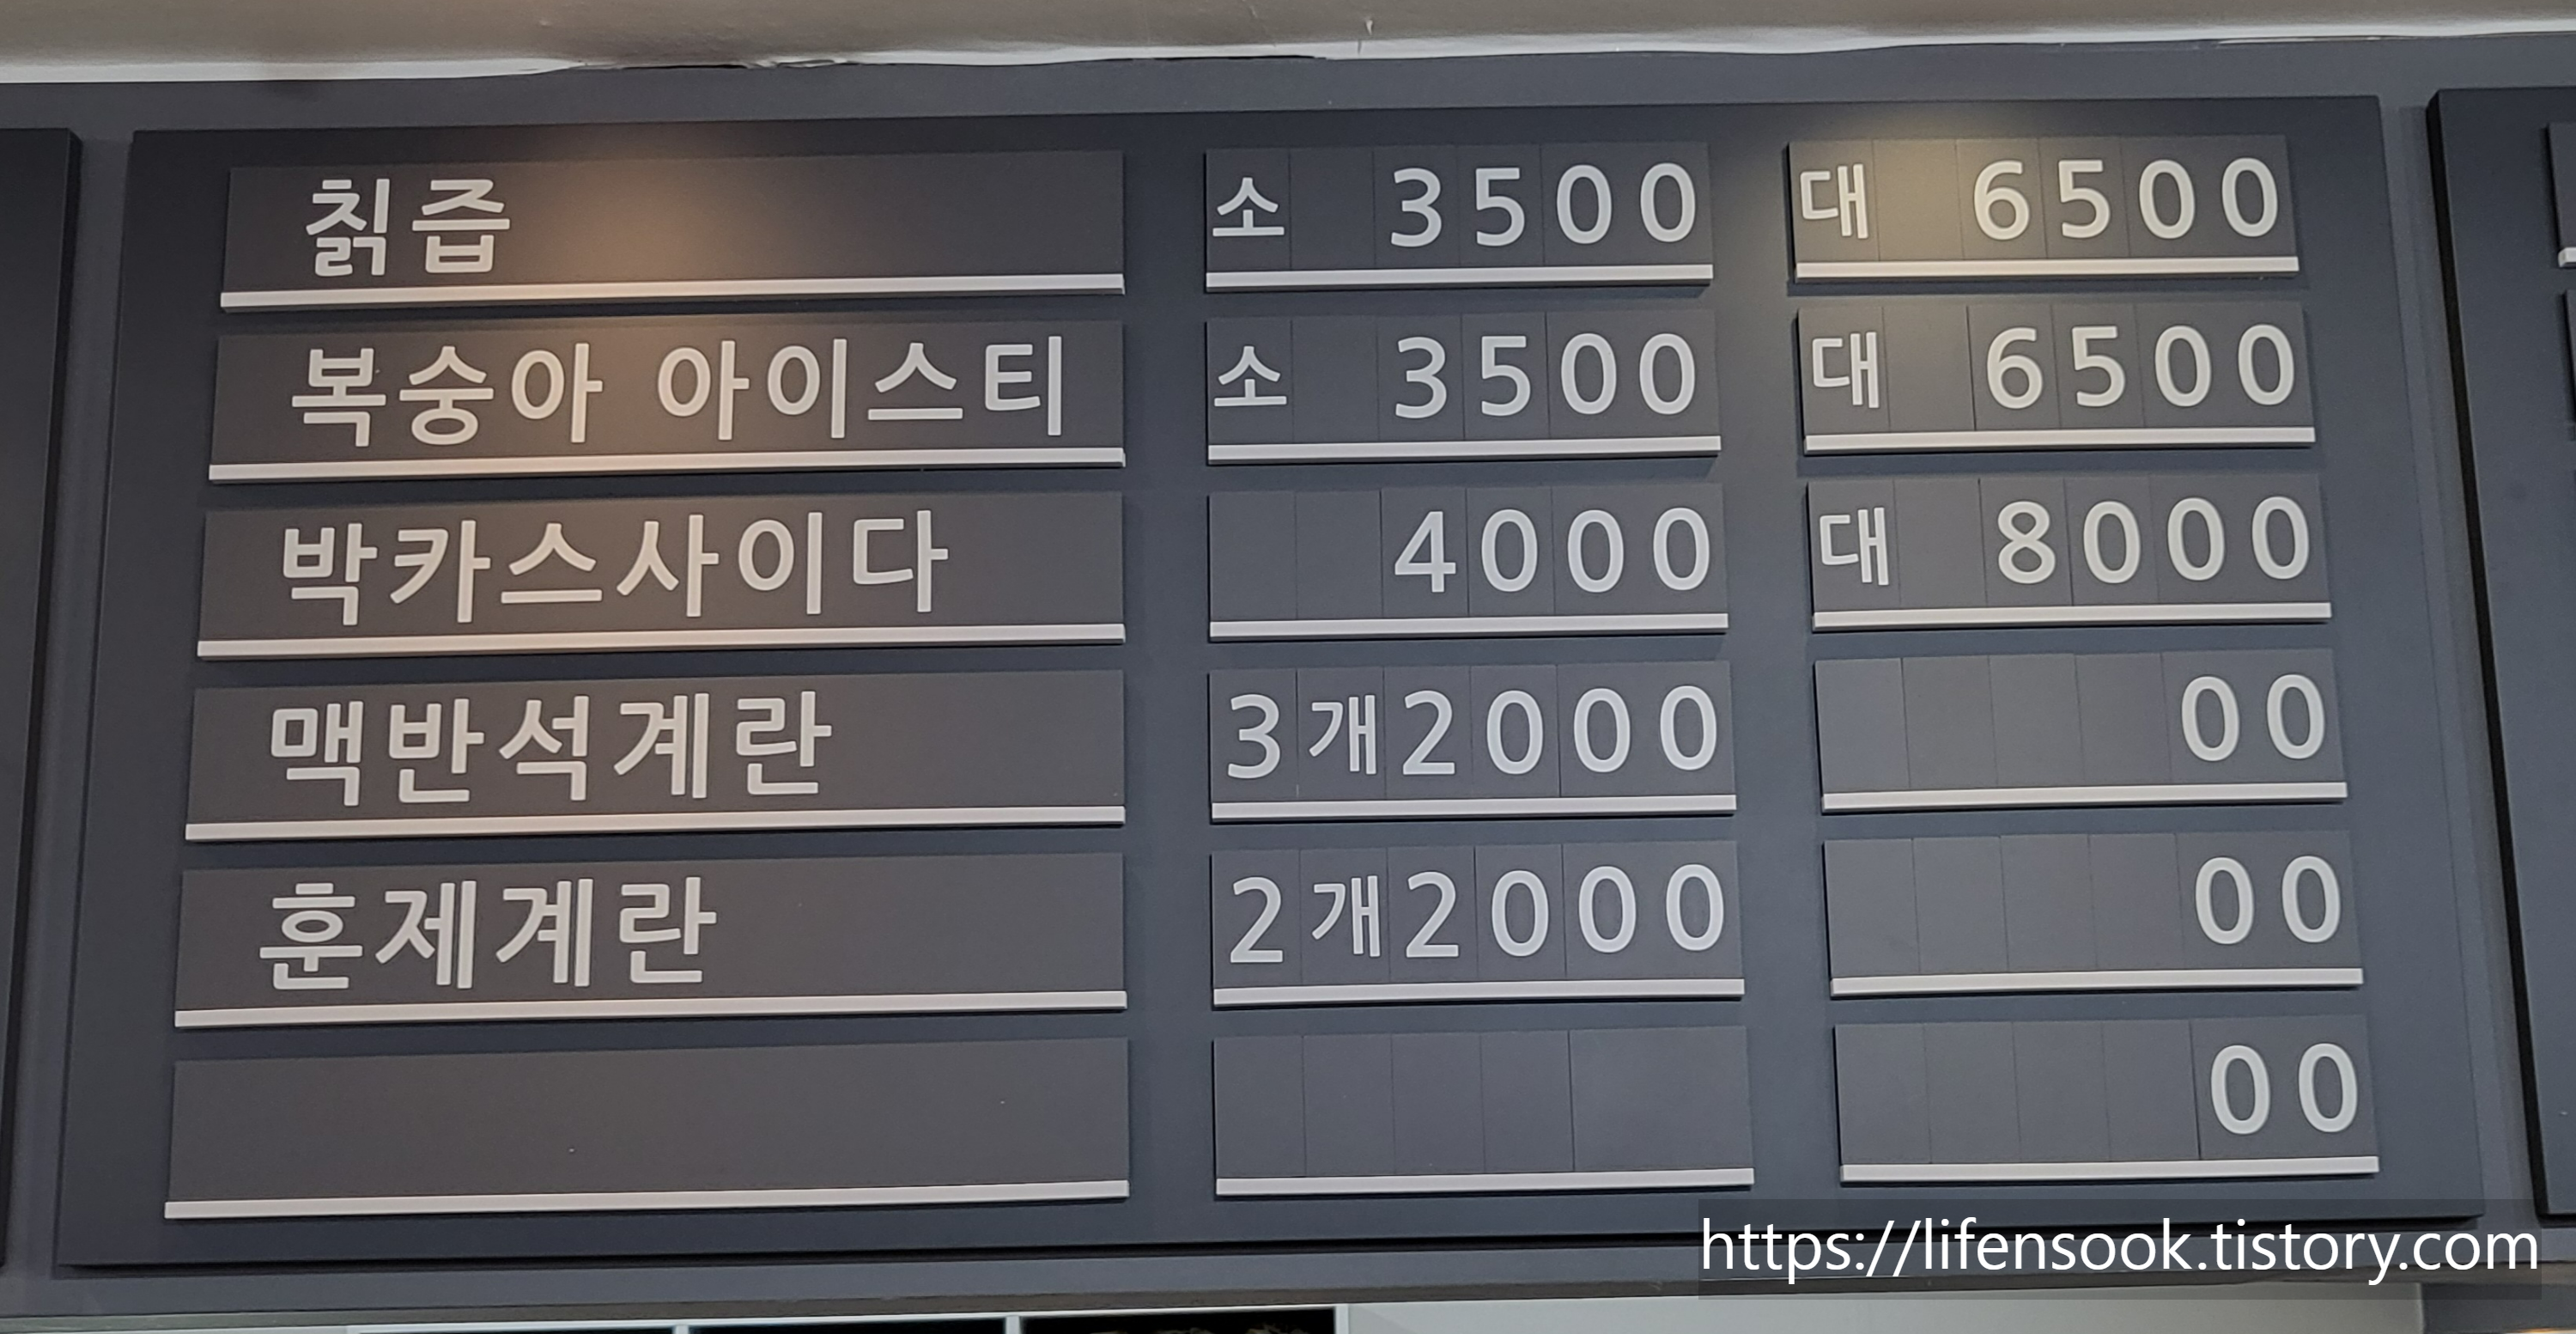 칡즙 소 3500 대 6500
복숭아 아이스티 소 3500 대 6500
박카스사이다 4000 대 8000
맥반석계란 3개2000 00
훈제계란 2개2000 00
00
https://lifensook.tistory.com